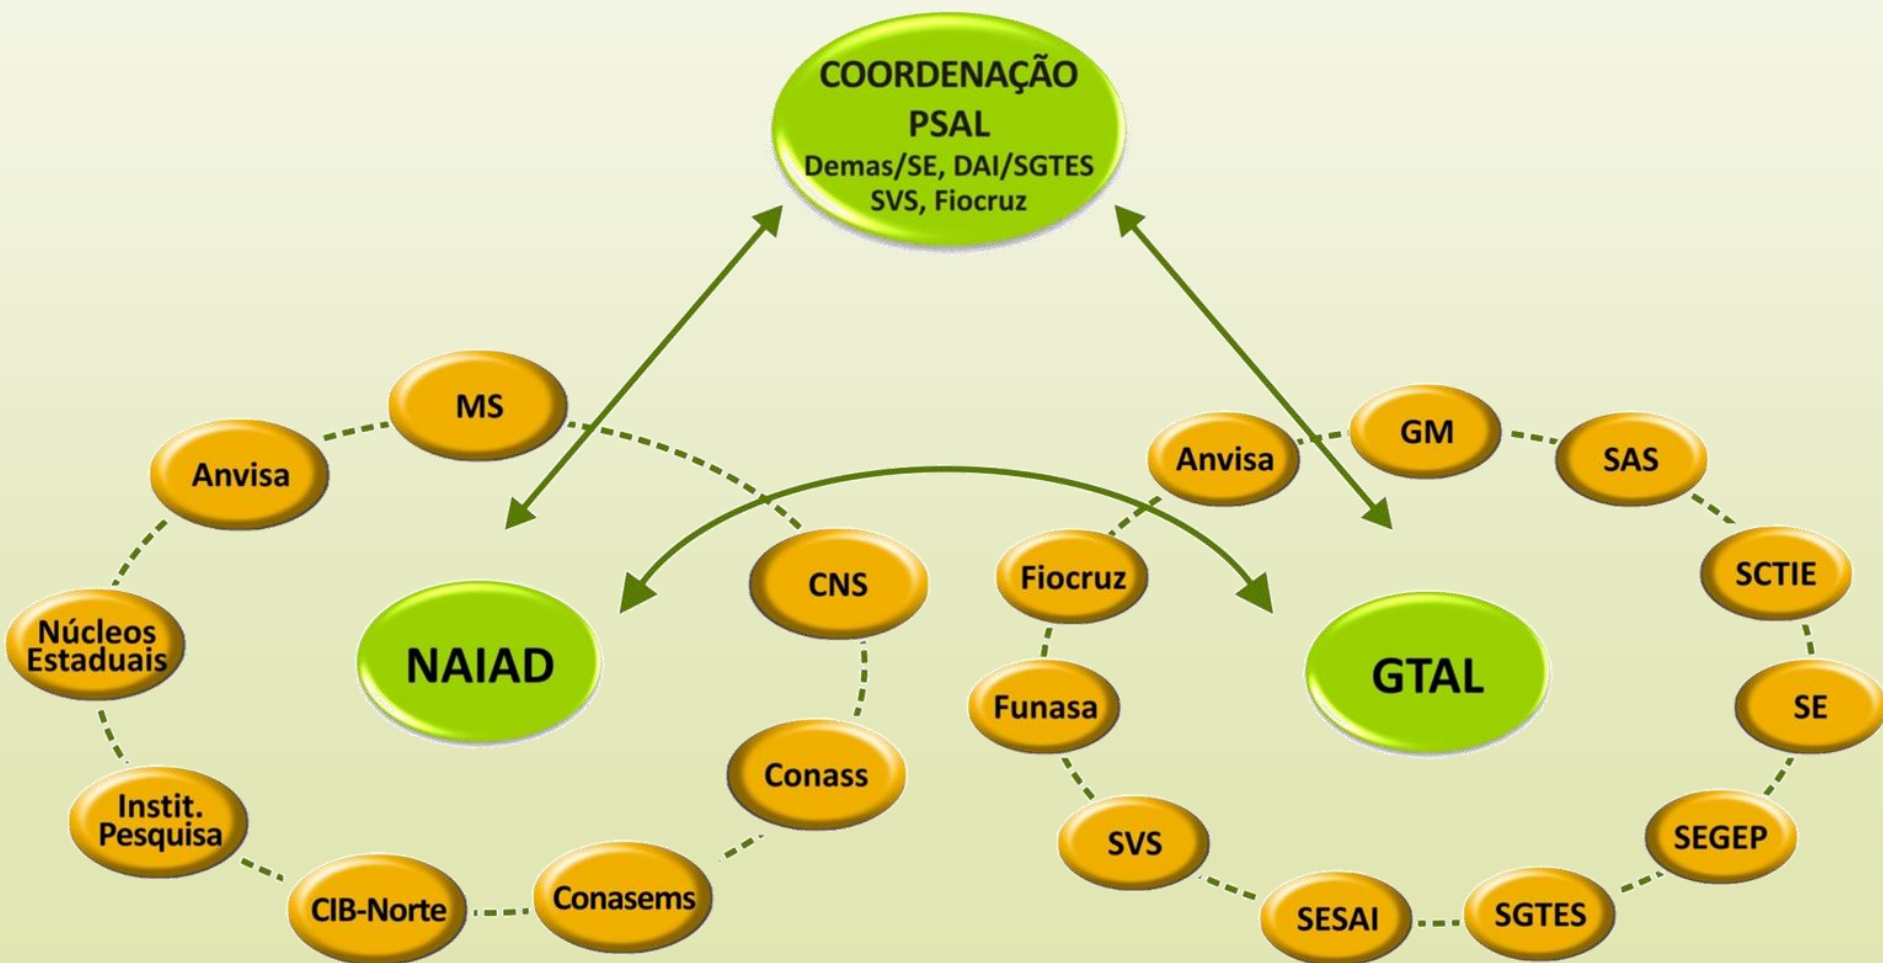 COORDENAÇÃO
PSAL
Demas/SE, DAI/SGTES
SVS, Fiocruz
MS
Anvisa
CNS
Núcleos
Estaduais
NAIAD
Conass
Instit.
Pesquisa
CIB-Norte
Conasems
GM
Anvisa
SAS
Fiocruz
SCTIE
GTAL
Funasa
SE
SVS
SEGEP
SESAI
SGTES